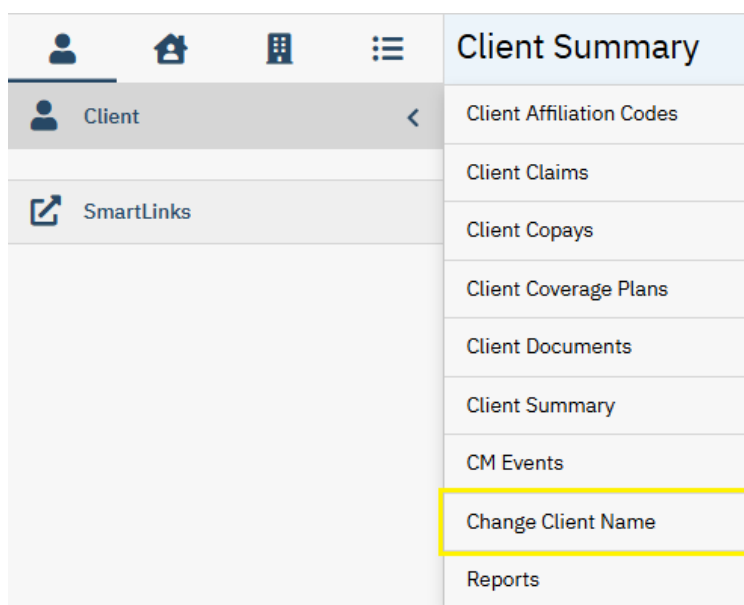 Client Summary
Client
SmartLinks
Client Affiliation Codes
Client Claims
Client Copays
Client Coverage Plans
Client Documents
Client Summary
CM Events
Change Client Name
Reports